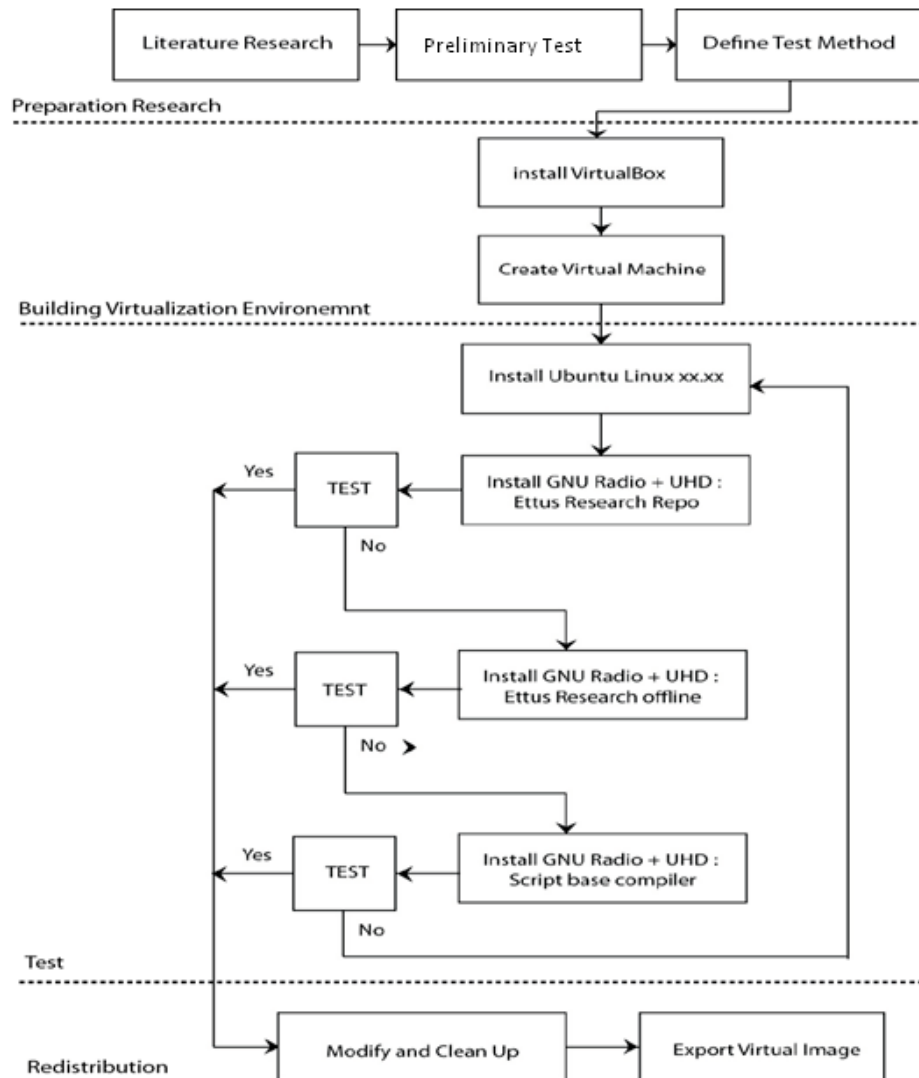 Literature Research
Preliminary Test
Define Test Method
Preparation Research
install VirtualBox
Create Virtual Machine
Building Virtualization Environemnt
Install Ubuntu Linux xx.xx
Yes
TEST
Install GNU Radio + UHD :
Ettus Research Repo
No
Yes
TEST
Install GNU Radio + UHD :
Ettus Research offline
No
Yes
TEST
Install GNU Radio + UHD :
Script base compiler
No
Test
Modify and Clean Up
Export Virtual Image
Redistribution